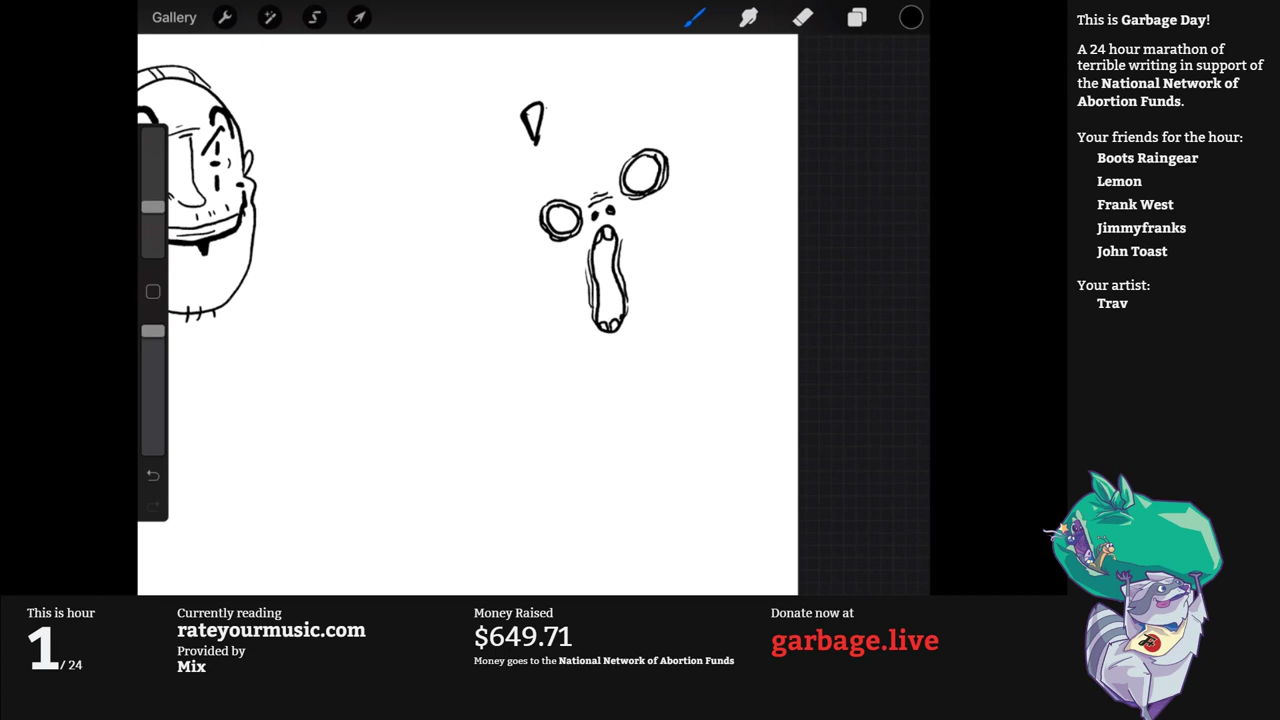 Gallery
This is Garbage Day!
A 24 hour marathon of
terrible writing in support of
the National Network of
Abortion Funds.
Your friends for the hour:
Boots Raingear
Lemon
Frank West
Jimmyfranks
John Toast
Your artist:
Trav
This is hour
1 / 24
Currently reading
rateyourmusic.com
Provided by
Mix
Money Raised
$649.71
Money goes to the National Network of Abortion Funds
Donate now at
garbage.live